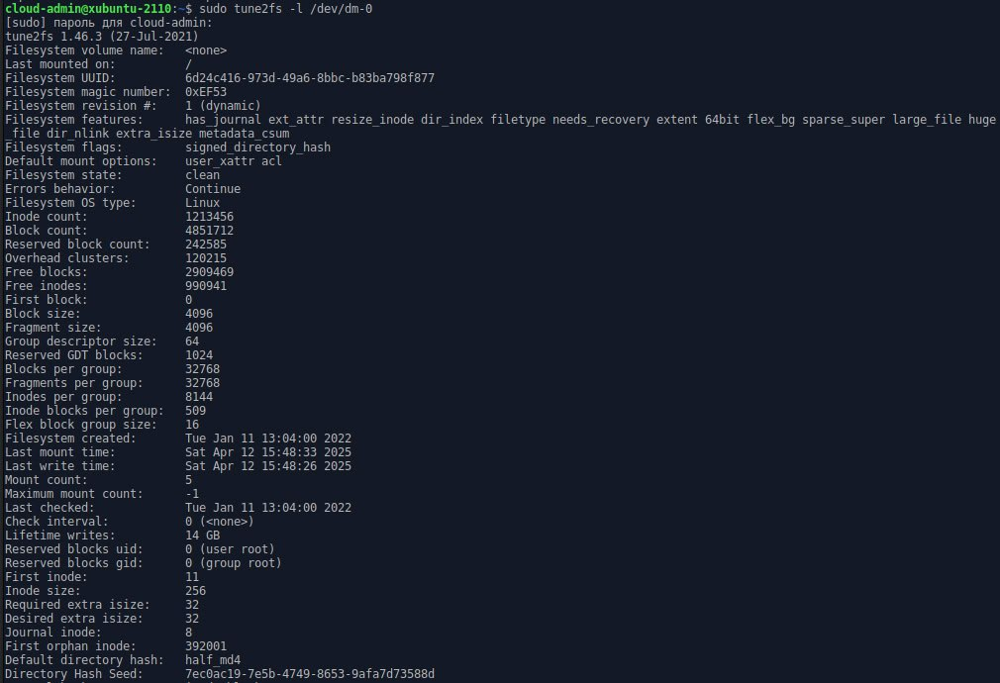 cloud-admin@xubuntu-2110:~$ sudo tune2fs -l /dev/dm-0
[sudo] пароль для cloud-admin:
tune2fs 1.46.3 (27-Jul-2021)
Filesystem volume name:   <none>
Last mounted on:          /
Filesystem UUID:          6d24c416-973d-49a6-8bbc-b83ba798f877
Filesystem magic number:  0xEF53
Filesystem revision #:    1 (dynamic)
Filesystem features:      has_journal ext_attr resize_inode dir_index filetype needs_recovery extent 64bit flex_bg sparse_super large_file huge
_file dir_nlink extra_isize metadata_csum
Filesystem flags:         signed_directory_hash
Default mount options:    user_xattr acl
Filesystem state:         clean
Errors behavior:          Continue
Filesystem OS type:       Linux
Inode count:              1213456
Block count:              4851712
Reserved block count:     242585
Overhead clusters:        120215
Free blocks:              2909469
Free inodes:              990941
First block:              0
Block size:               4096
Fragment size:            4096
Group descriptor size:    64
Reserved GDT blocks:      1024
Blocks per group:         32768
Fragments per group:      32768
Inodes per group:         8144
Inode blocks per group:   509
Flex block group size:    16
Filesystem created:       Tue Jan 11 13:04:00 2022
Last mount time:          Sat Apr 12 15:48:33 2025
Last write time:          Sat Apr 12 15:48:26 2025
Mount count:              5
Maximum mount count:      -1
Last checked:             Tue Jan 11 13:04:00 2022
Check interval:           0 (<none>)
Lifetime writes:          14 GB
Reserved blocks uid:      0 (user root)
Reserved blocks gid:      0 (group root)
First inode:              11
Inode size:               256
Required extra isize:     32
Desired extra isize:      32
Journal inode:            8
First orphan inode:       392001
Default directory hash:   half_md4
Directory Hash Seed:      7ec0ac19-7e5b-4749-8653-9afa7d73588d